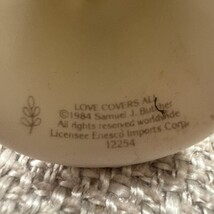 LOVE COVERS ALL
©1984 Samuel J. Butcher
All rights reserved worldwide
Licensee Enesco Imports Corp.
12254